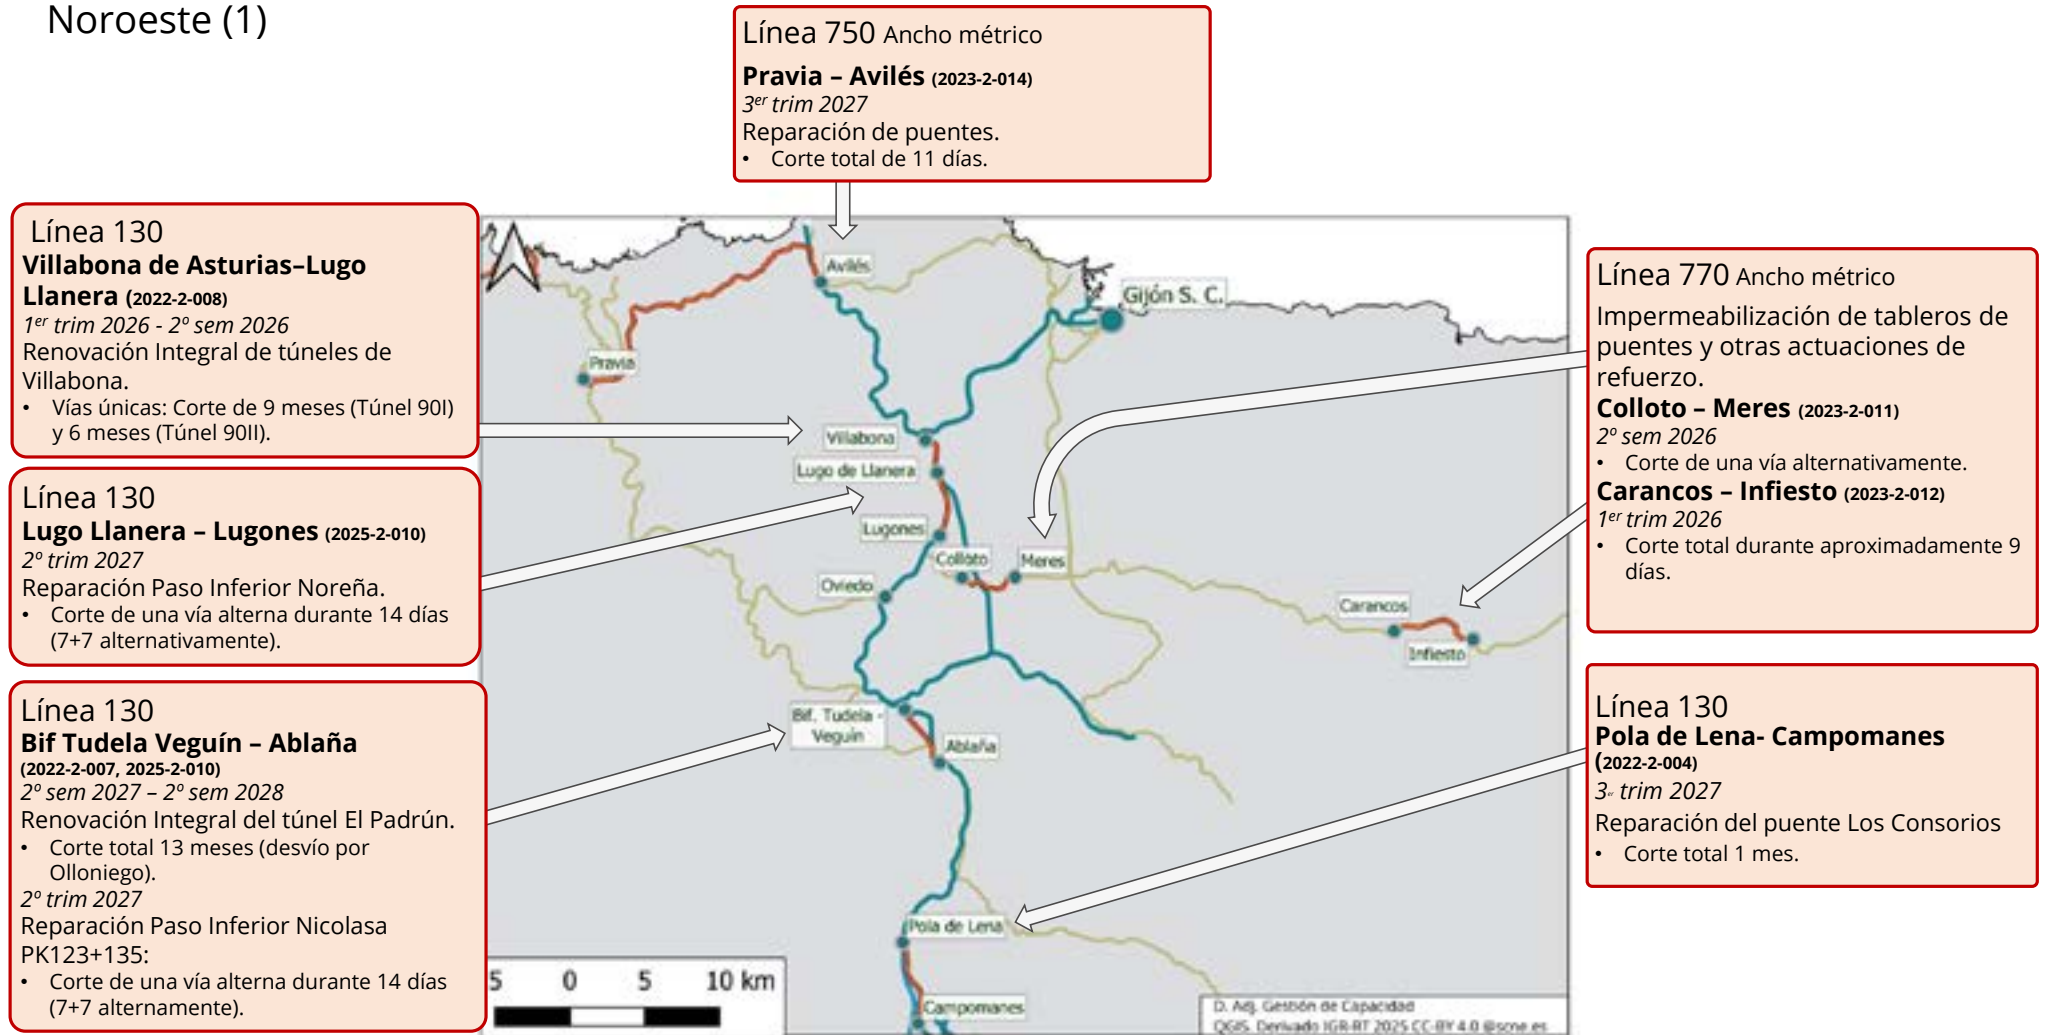 Noroeste (1)
Línea 750 Ancho métrico
Pravia – Avilés (2023-2-014)
3er trim 2027
Reparación de puentes.
• Corte total de 11 días.
Línea 130
Villabona de Asturias–Lugo
Llanera (2022-2-008)
1er trim 2026 - 2º sem 2026
Renovación Integral de túneles de
Villabona.
• Vías únicas: Corte de 9 meses (Túnel 90I)
y 6 meses (Túnel 90II).
Línea 130
Lugo Llanera – Lugones (2025-2-010)
2º trim 2027
Reparación Paso Inferior Noreña.
• Corte de una vía alterna durante 14 días
(7+7 alternativamente).
Línea 130
Bif Tudela Veguín – Ablaña
(2022-2-007, 2025-2-010)
2º sem 2027 – 2º sem 2028
Renovación Integral del túnel El Padrún.
• Corte total 13 meses (desvío por
Olloniego).
2º trim 2027
Reparación Paso Inferior Nicolasa
PK123+135:
• Corte de una vía alterna durante 14 días
(7+7 alternamente).
Línea 770 Ancho métrico
Impermeabilización de tableros de
puentes y otras actuaciones de
refuerzo.
Colloto – Meres (2023-2-011)
2º sem 2026
• Corte de una vía alternativamente.
Carancos – Infiesto (2023-2-012)
1er trim 2026
• Corte total durante aproximadamente 9
días.
Línea 130
Pola de Lena- Campomanes
(2022-2-004)
3er trim 2027
Reparación del puente Los Consorios
• Corte total 1 mes.
Avilés
Gijón S. C.
Pravia
Villabona
Lugo de Llanera
Lugones
Colloto
Meres
Oviedo
Carancos
Infiesto
Bif. Tudela -
Veguín
Ablaña
Pola de Lena
Campomanes
5 0 5 10 km
D. Adj. Gestión de Capacidad
QGIS. Derivado IGR-RT 2025 CC-BY 4.0 @scne.es